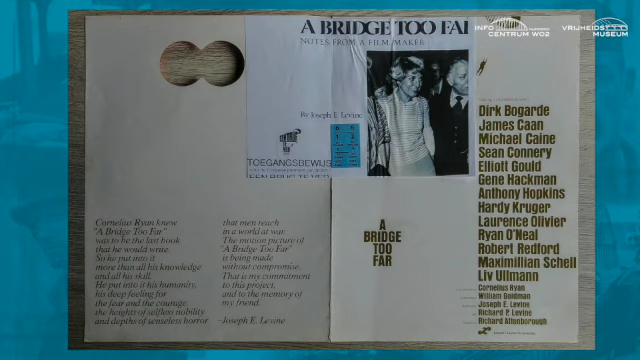 INFO
CENTRUM WO2
VRIJHEIDS
MUSEUM
A BRIDGE TOO FAR
NOTES FROM A FILM MAKER
By Joseph E. Levine
TOEGANGSBEWIJS
EEN BRUG TE VER
Cornelius Ryan knew
"A Bridge Too Far"
was to be the last book
that he would write.
So he put into it
more than all his knowledge
and all his skill.
He put into it his humanity,
his deep feeling for
the fear and the courage,
the heights of selfless nobility
and depths of senseless horror
that men reach
in a world at war.
The motion picture of
"A Bridge Too Far"
is being made
without compromise.
That is my commitment
to this project,
and to the memory of
my friend.
–Joseph E. Levine
A
BRIDGE
TOO
FAR
Dirk Bogarde
James Caan
Michael Caine
Sean Connery
Elliott Gould
Gene Hackman
Anthony Hopkins
Hardy Kruger
Laurence Olivier
Ryan O'Neal
Robert Redford
Maximillian Schell
Liv Ullmann
Cornelius Ryan
William Goldman
Joseph E. Levine
Richard P. Levine
Richard Attenborough